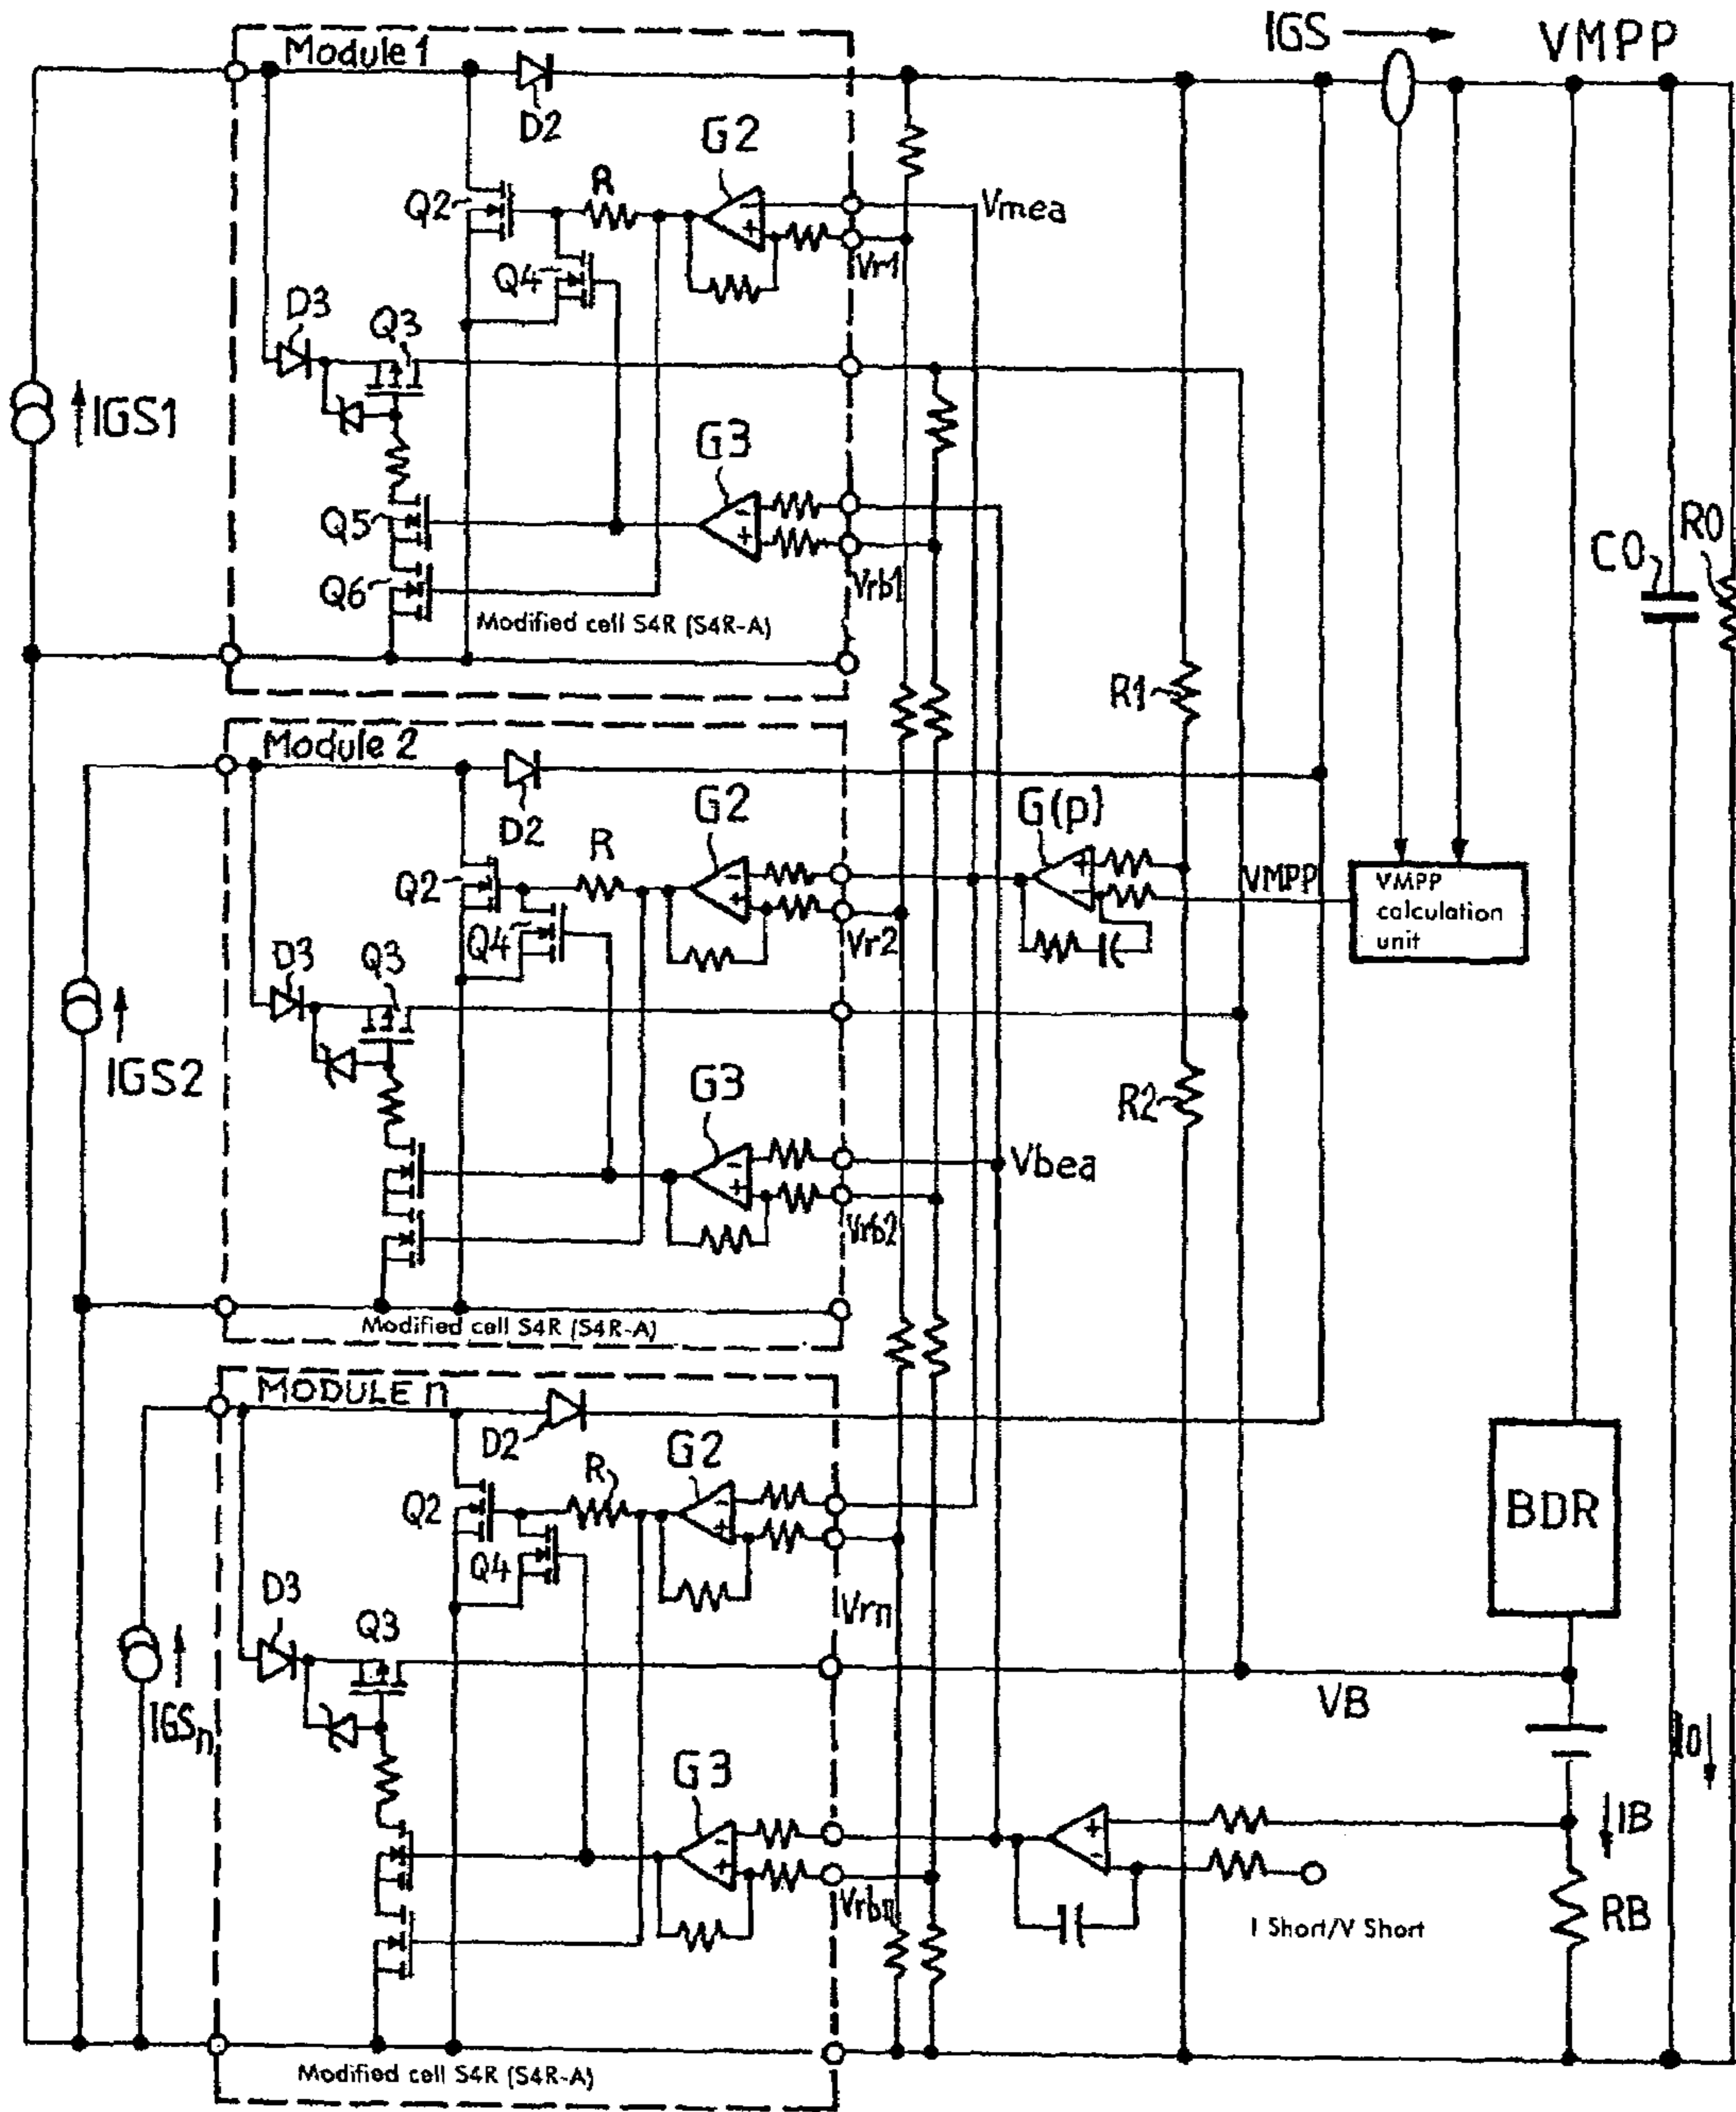 IGS
VMPP
Module 1
D2
G2
R
Q2
Vmea
Q4
Vr1
D3
Q3
IGS1
G3
Q5
Q6
Vrb1
Modified cell S4R (S4R-A)
C0
R0
R1
Module 2
D2
G2
G(p)
R
Q2
VMPP
VMPP
calculation
unit
Q4
Vr2
D3
Q3
IGS2
G3
R2
Vbea
Vrb2
Modified cell S4R (S4R-A)
MODULE n
D2
G2
R
Q2
BDR
Q4
D3
Vrn
Q3
IGSn
VB
I0
G3
IB
Vrbn
RB
I Short/V Short
Modified cell S4R (S4R-A)